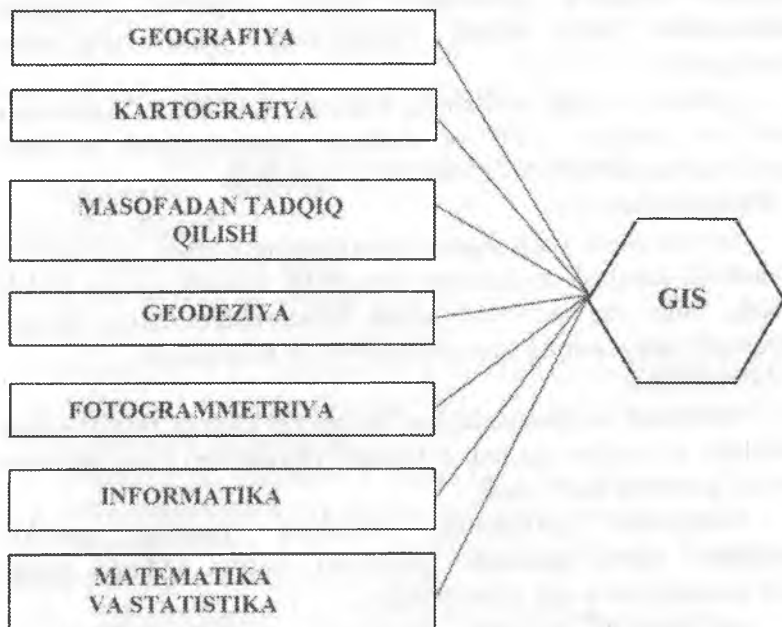 GEOGRAFIYA
KARTOGRAFIYA
MASOFADAN TADQIQ
QILISH
GEODEZIYA
FOTOGRAMMETRIYA
INFORMATIKA
MATEMATIKA
VA STATISTIKA
GIS